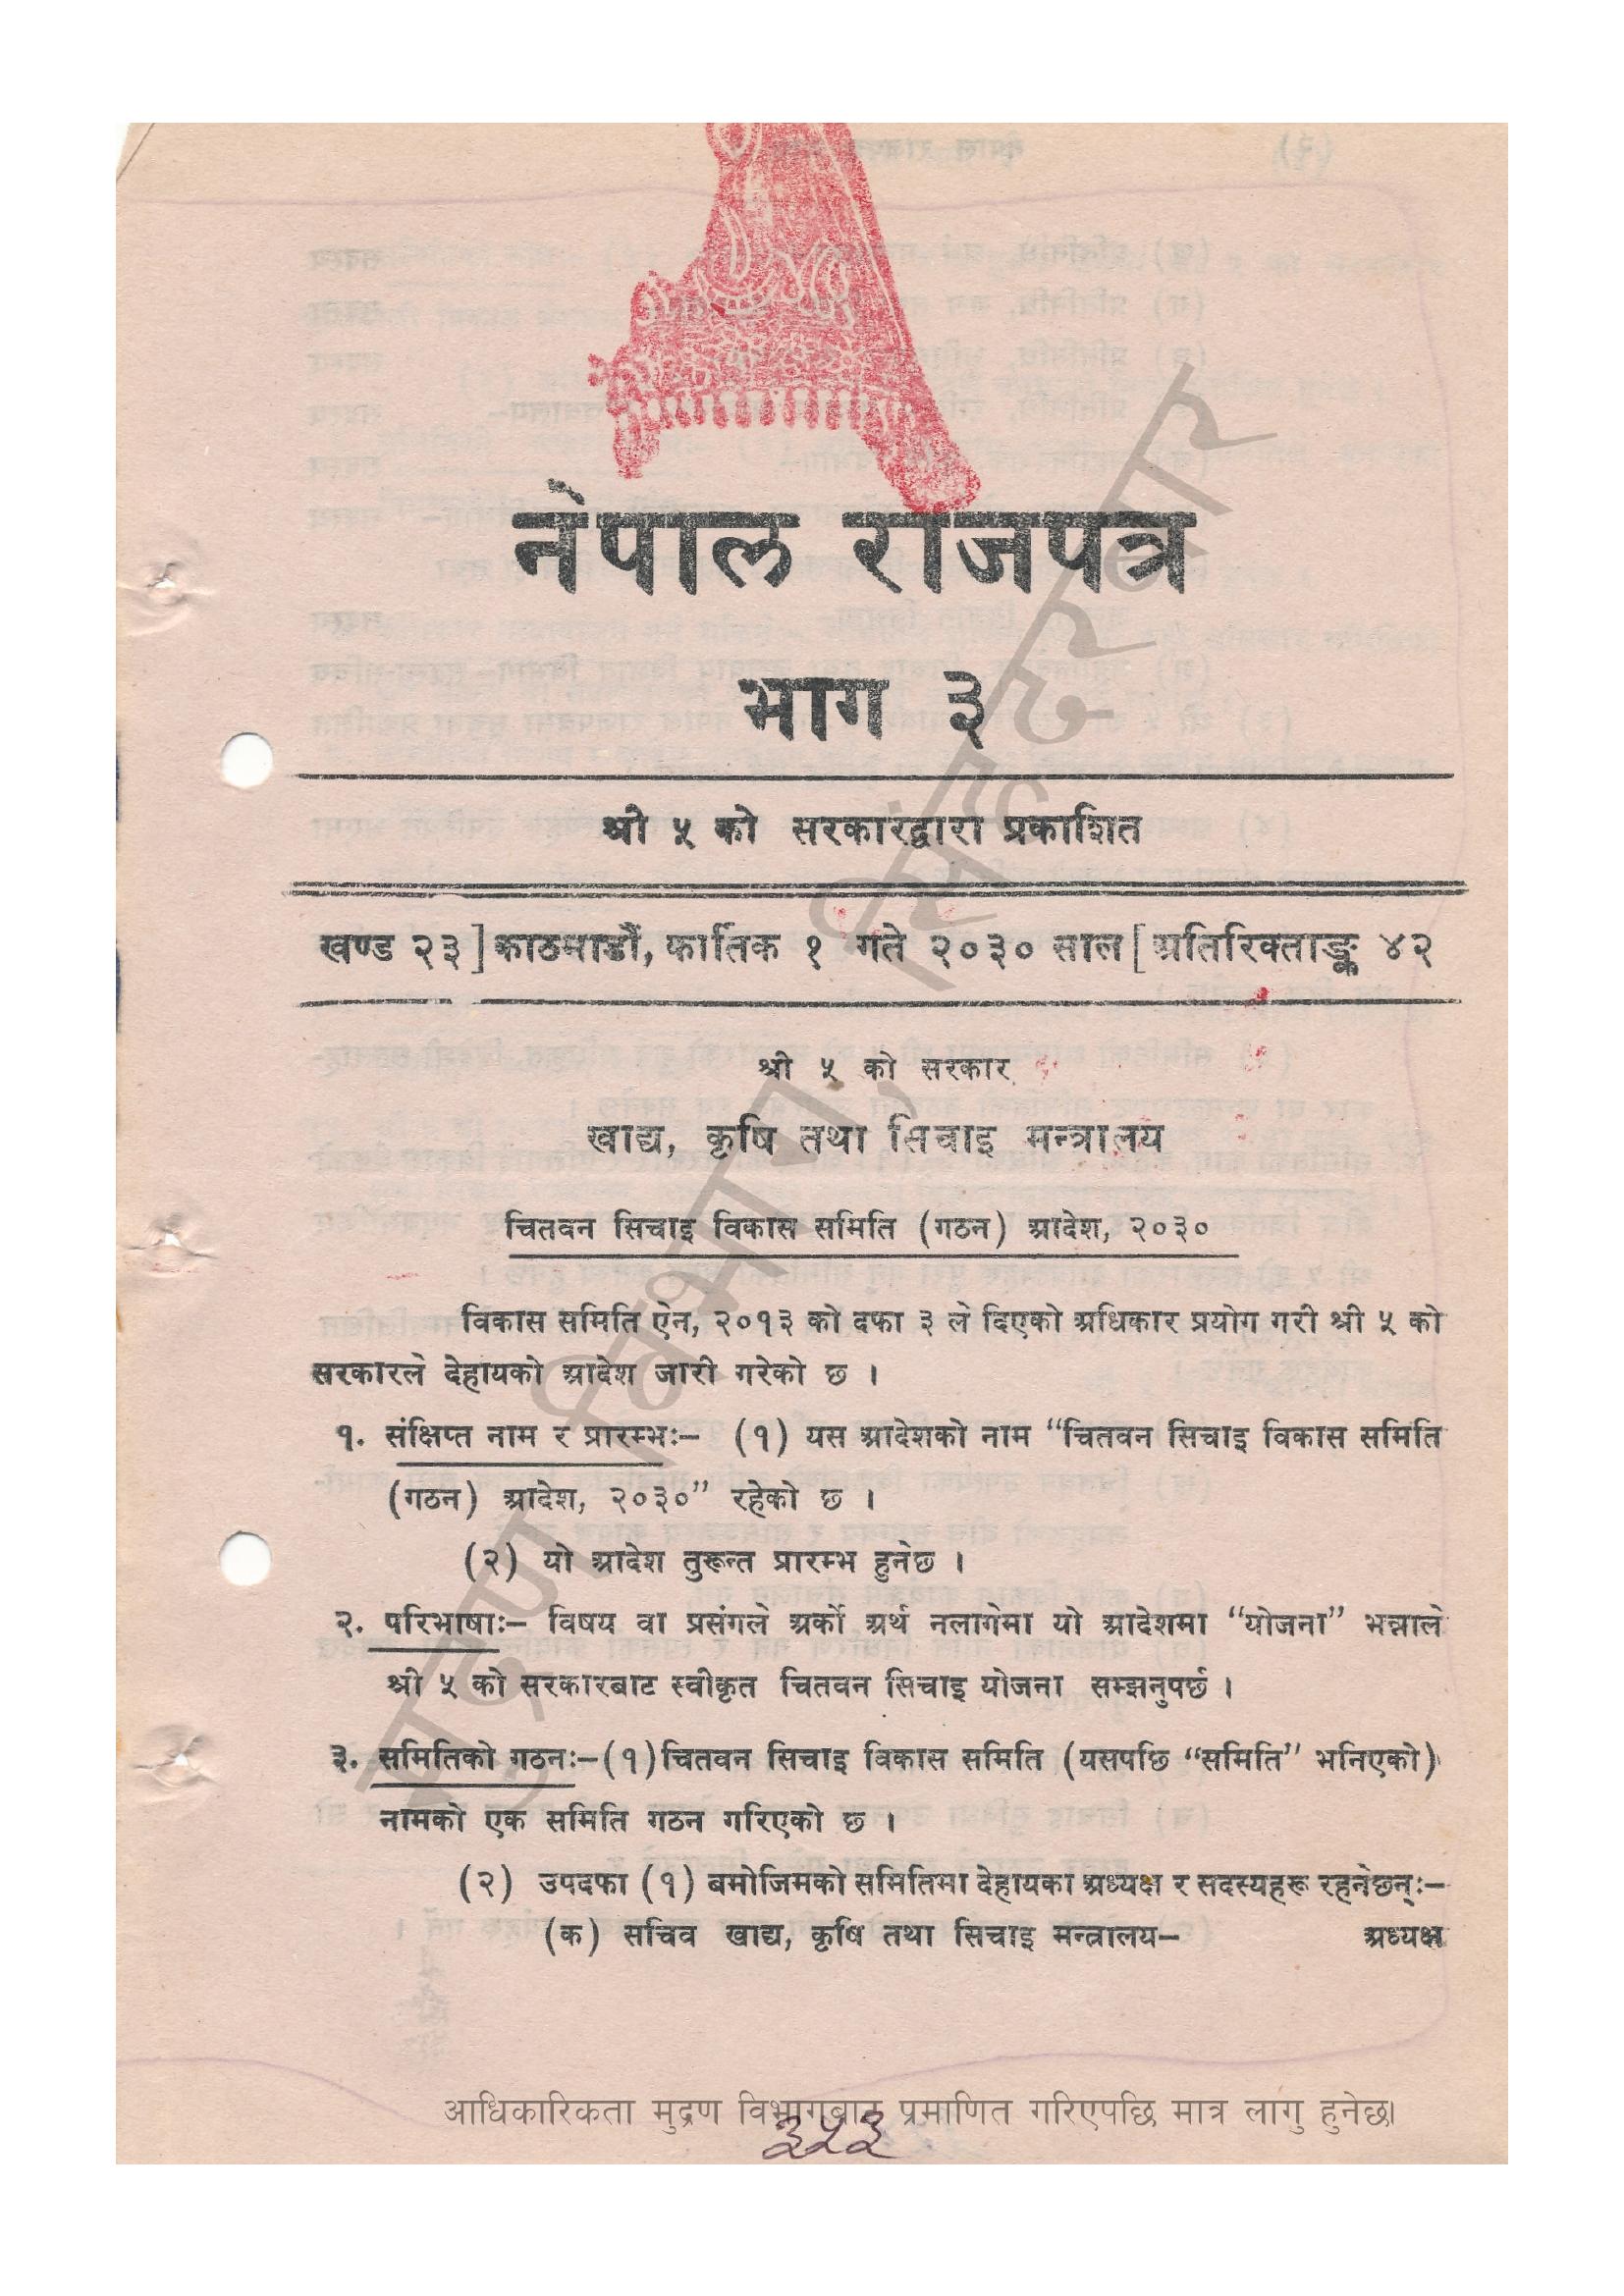 नेपाल राजपत्र
भाग ३
श्री ५ को सरकारद्वारा प्रकाशित
खण्ड २३] काठमाडौं, कार्तिक १ गते २०३० साल [अतिरिक्ताङ्क ४२
श्री ५ को सरकार
खाद्य, कृषि तथा सिचाइ मन्त्रालय
चितवन सिचाइ विकास समिति (गठन) आदेश, २०३०
विकास समिति ऐन, २०१३ को दफा ३ ले दिएको अधिकार प्रयोग गरी श्री ५ को
सरकारले देहायको आदेश जारी गरेको छ ।
१. संक्षिप्त नाम र प्रारम्भः– (१) यस आदेशको नाम “चितवन सिचाइ विकास समिति
(गठन) आदेश, २०३०” रहेको छ ।
(२) यो आदेश तुरून्त प्रारम्भ हुनेछ ।
२. परिभाषाः– विषय वा प्रसंगले अर्को अर्थ नलागेमा यो आदेशमा “योजना” भन्नाले
श्री ५ को सरकारबाट स्वीकृत चितवन सिचाइ योजना सम्झनुपर्छ ।
३. समितिको गठनः–(१) चितवन सिचाइ विकास समिति (यसपछि “समिति” भनिएको)
नामको एक समिति गठन गरिएको छ ।
(२) उपदफा (१) बमोजिमको समितिमा देहायका अध्यक्ष र सदस्यहरू रहनेछन्ः–
(क) सचिव खाद्य, कृषि तथा सिचाइ मन्त्रालय– अध्यक्ष
मुद्रण विभाग, सिंहदरबार
आधिकारिकता मुद्रण विभागबाट प्रमाणित गरिएपछि मात्र लागु हुनेछ।
३५३